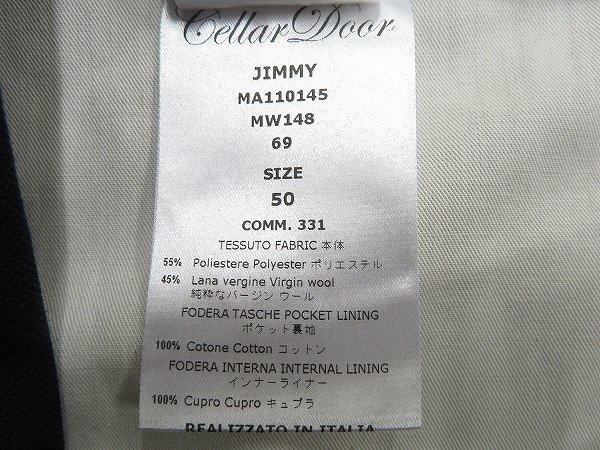 Cellar Door
JIMMY
MA110145
MW148
69
SIZE
50
COMM. 331
TESSUTO FABRIC 本体
55% Poliestere Polyester ポリエステル
45% Lana vergine Virgin wool
純粋なバージン ウール
FODERA TASCHE POCKET LINING
ポケット裏地
100% Cotone Cotton コットン
FODERA INTERNA INTERNAL LINING
インナーライナー
100% Cupro Cupro キュプラ
REALIZZATO IN ITALIA